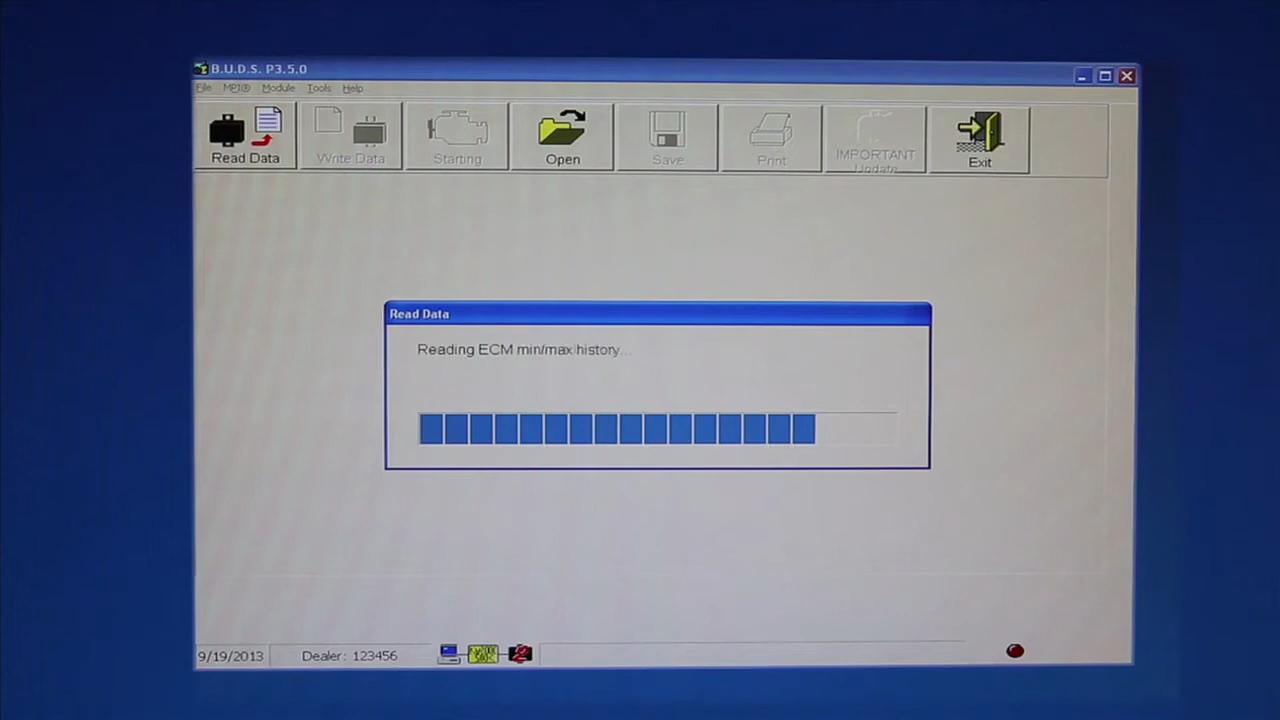 B.U.D.S. P3.5.0
File MPI® Module Tools Help
Read Data Write Data Starting Open Save Print IMPORTANT Update Exit
Read Data
Reading ECM min/max history...
9/19/2013 Dealer: 123456